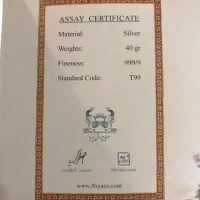 ASSAY CERTIFICATE
Material: Silver
Weights: 40 gr
Fineness: 999/9
Standard Code: T99
www.Niyaco.com